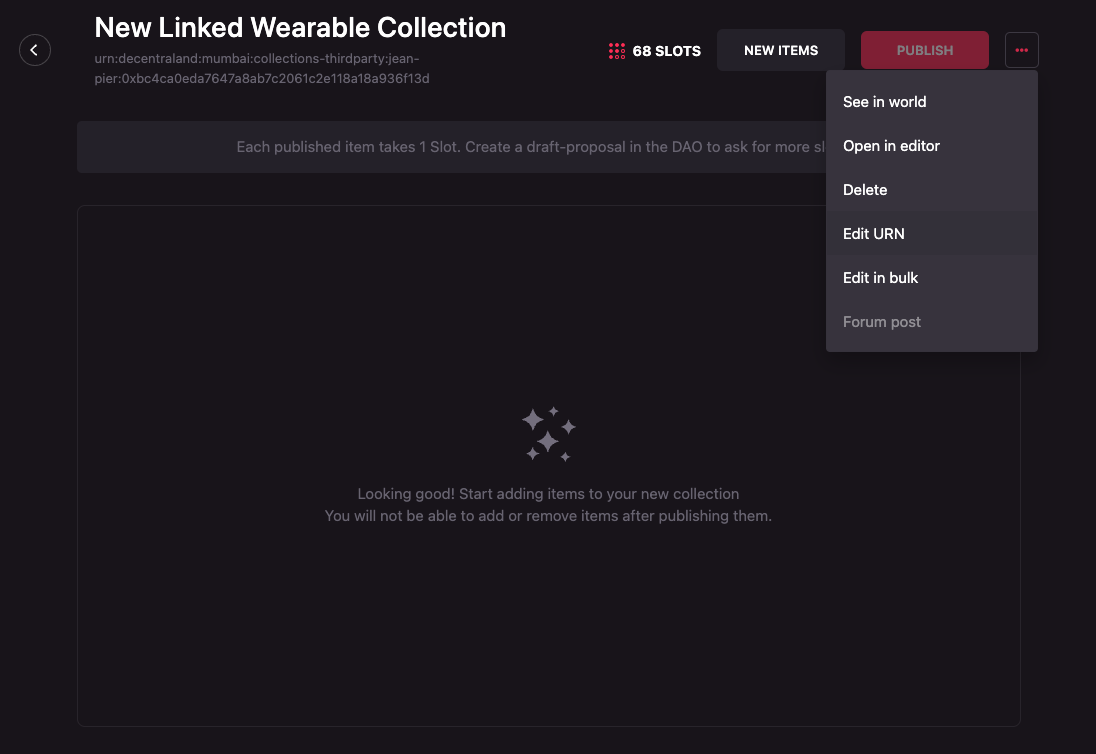 New Linked Wearable Collection
urn:decentraland:mumbai:collections-thirdparty:jean-
pier:0xbc4ca0eda7647a8ab7c2061c2e118a18a936f13d
68 SLOTS
NEW ITEMS
PUBLISH
Each published item takes 1 Slot. Create a draft-proposal in the DAO to ask for more
See in world
Open in editor
Delete
Edit URN
Edit in bulk
Forum post
Looking good! Start adding items to your new collection
You will not be able to add or remove items after publishing them.